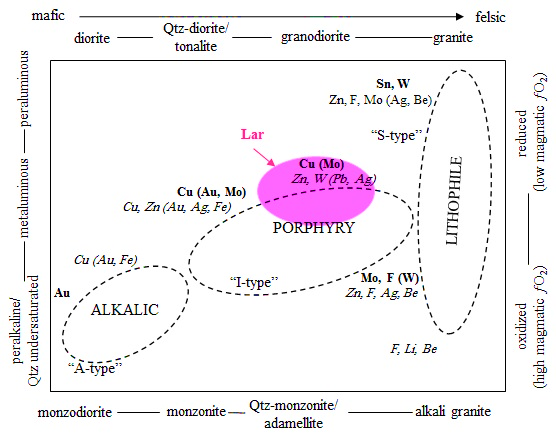 mafic felsic
diorite Qtz-diorite/ granodiorite granite
tonalite
Sn, W
Zn, F, Mo (Ag, Be)
"S-type"
Lar
Cu (Mo)
Zn, W (Pb, Ag)
Cu (Au, Mo)
Cu, Zn (Au, Ag, Fe)
PORPHYRY
LITHOPHILE
Cu (Au, Fe)
Au
ALKALIC
"I-type"
Mo, F (W)
Zn, F, Ag, Be
F, Li, Be
"A-type"
peraluminous
metaluminous
peralkaline/
Qtz undersaturated
reduced
(low magmatic fO2)
oxidized
(high magmatic fO2)
monzodiorite monzonite Qtz-monzonite/ alkali granite
adamellite